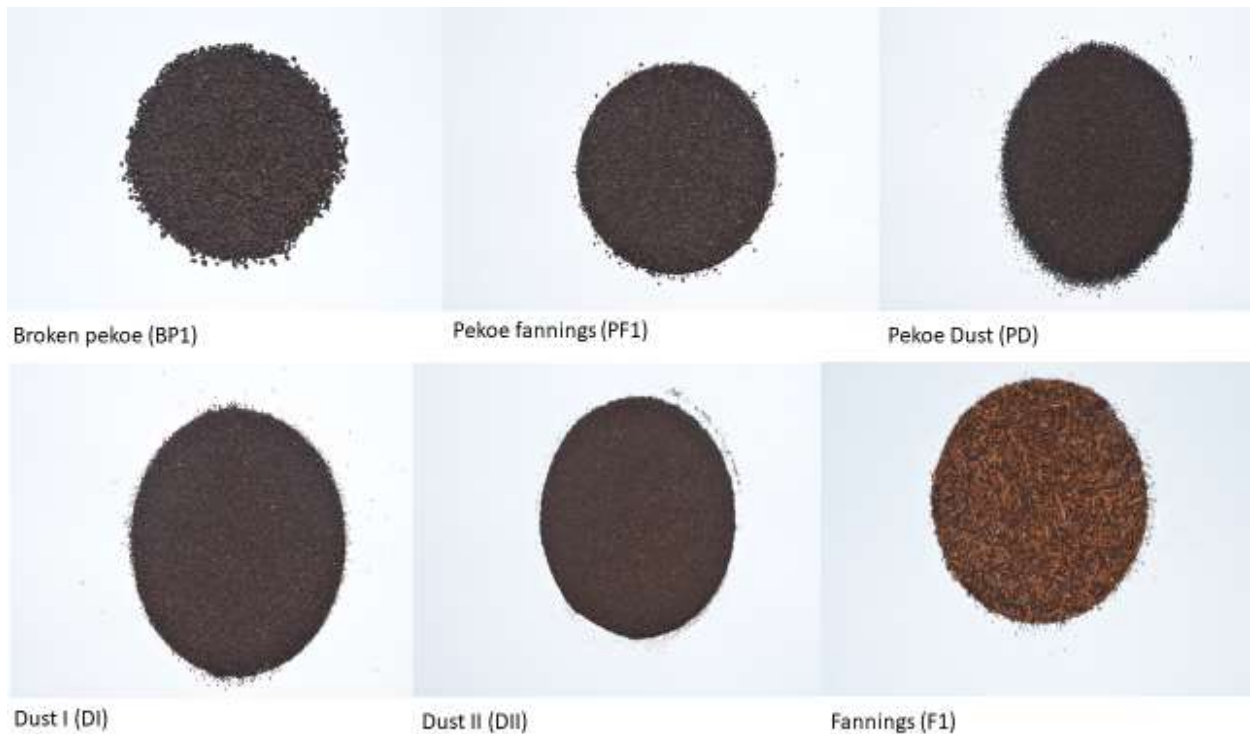 Broken pekoe (BP1)
Pekoe fannings (PF1)
Pekoe Dust (PD)
Dust I (DI)
Dust II (DII)
Fannings (F1)